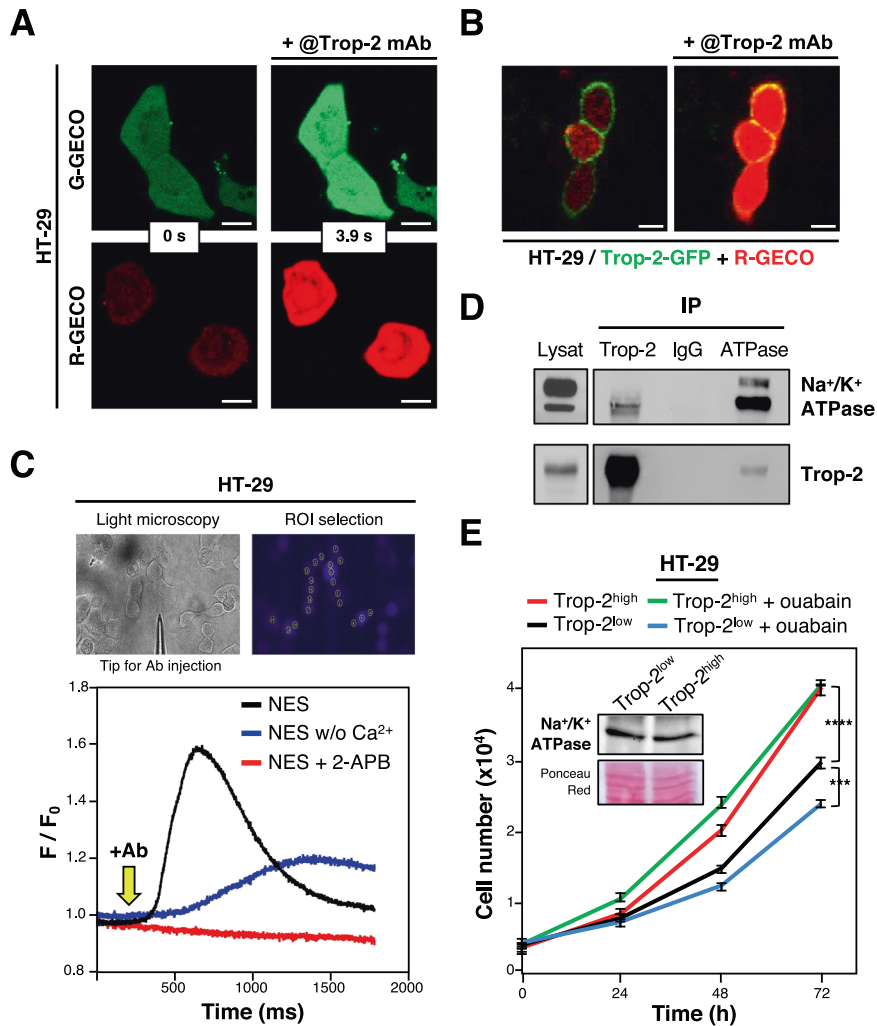 A
+ @Trop-2 mAb
HT-29
G-GECO
R-GECO
0 s
3.9 s
B
+ @Trop-2 mAb
HT-29 / Trop-2-GFP + R-GECO
C
HT-29
Light microscopy
ROI selection
Tip for Ab injection
1.8
1.6
1.4
1.2
1.0
0.8
F / F0
NES
NES w/o Ca2+
NES + 2-APB
+Ab
500
1000
1500
2000
Time (ms)
D
IP
Lysat
Trop-2
IgG
ATPase
Na+/K+
ATPase
Trop-2
E
HT-29
Trop-2high
Trop-2high + ouabain
Trop-2low
Trop-2low + ouabain
Trop-2low
Trop-2high
Na+/K+
ATPase
Ponceau
Red
****
***
4
3
2
1
0
Cell number (x10⁴)
0
24
48
72
Time (h)